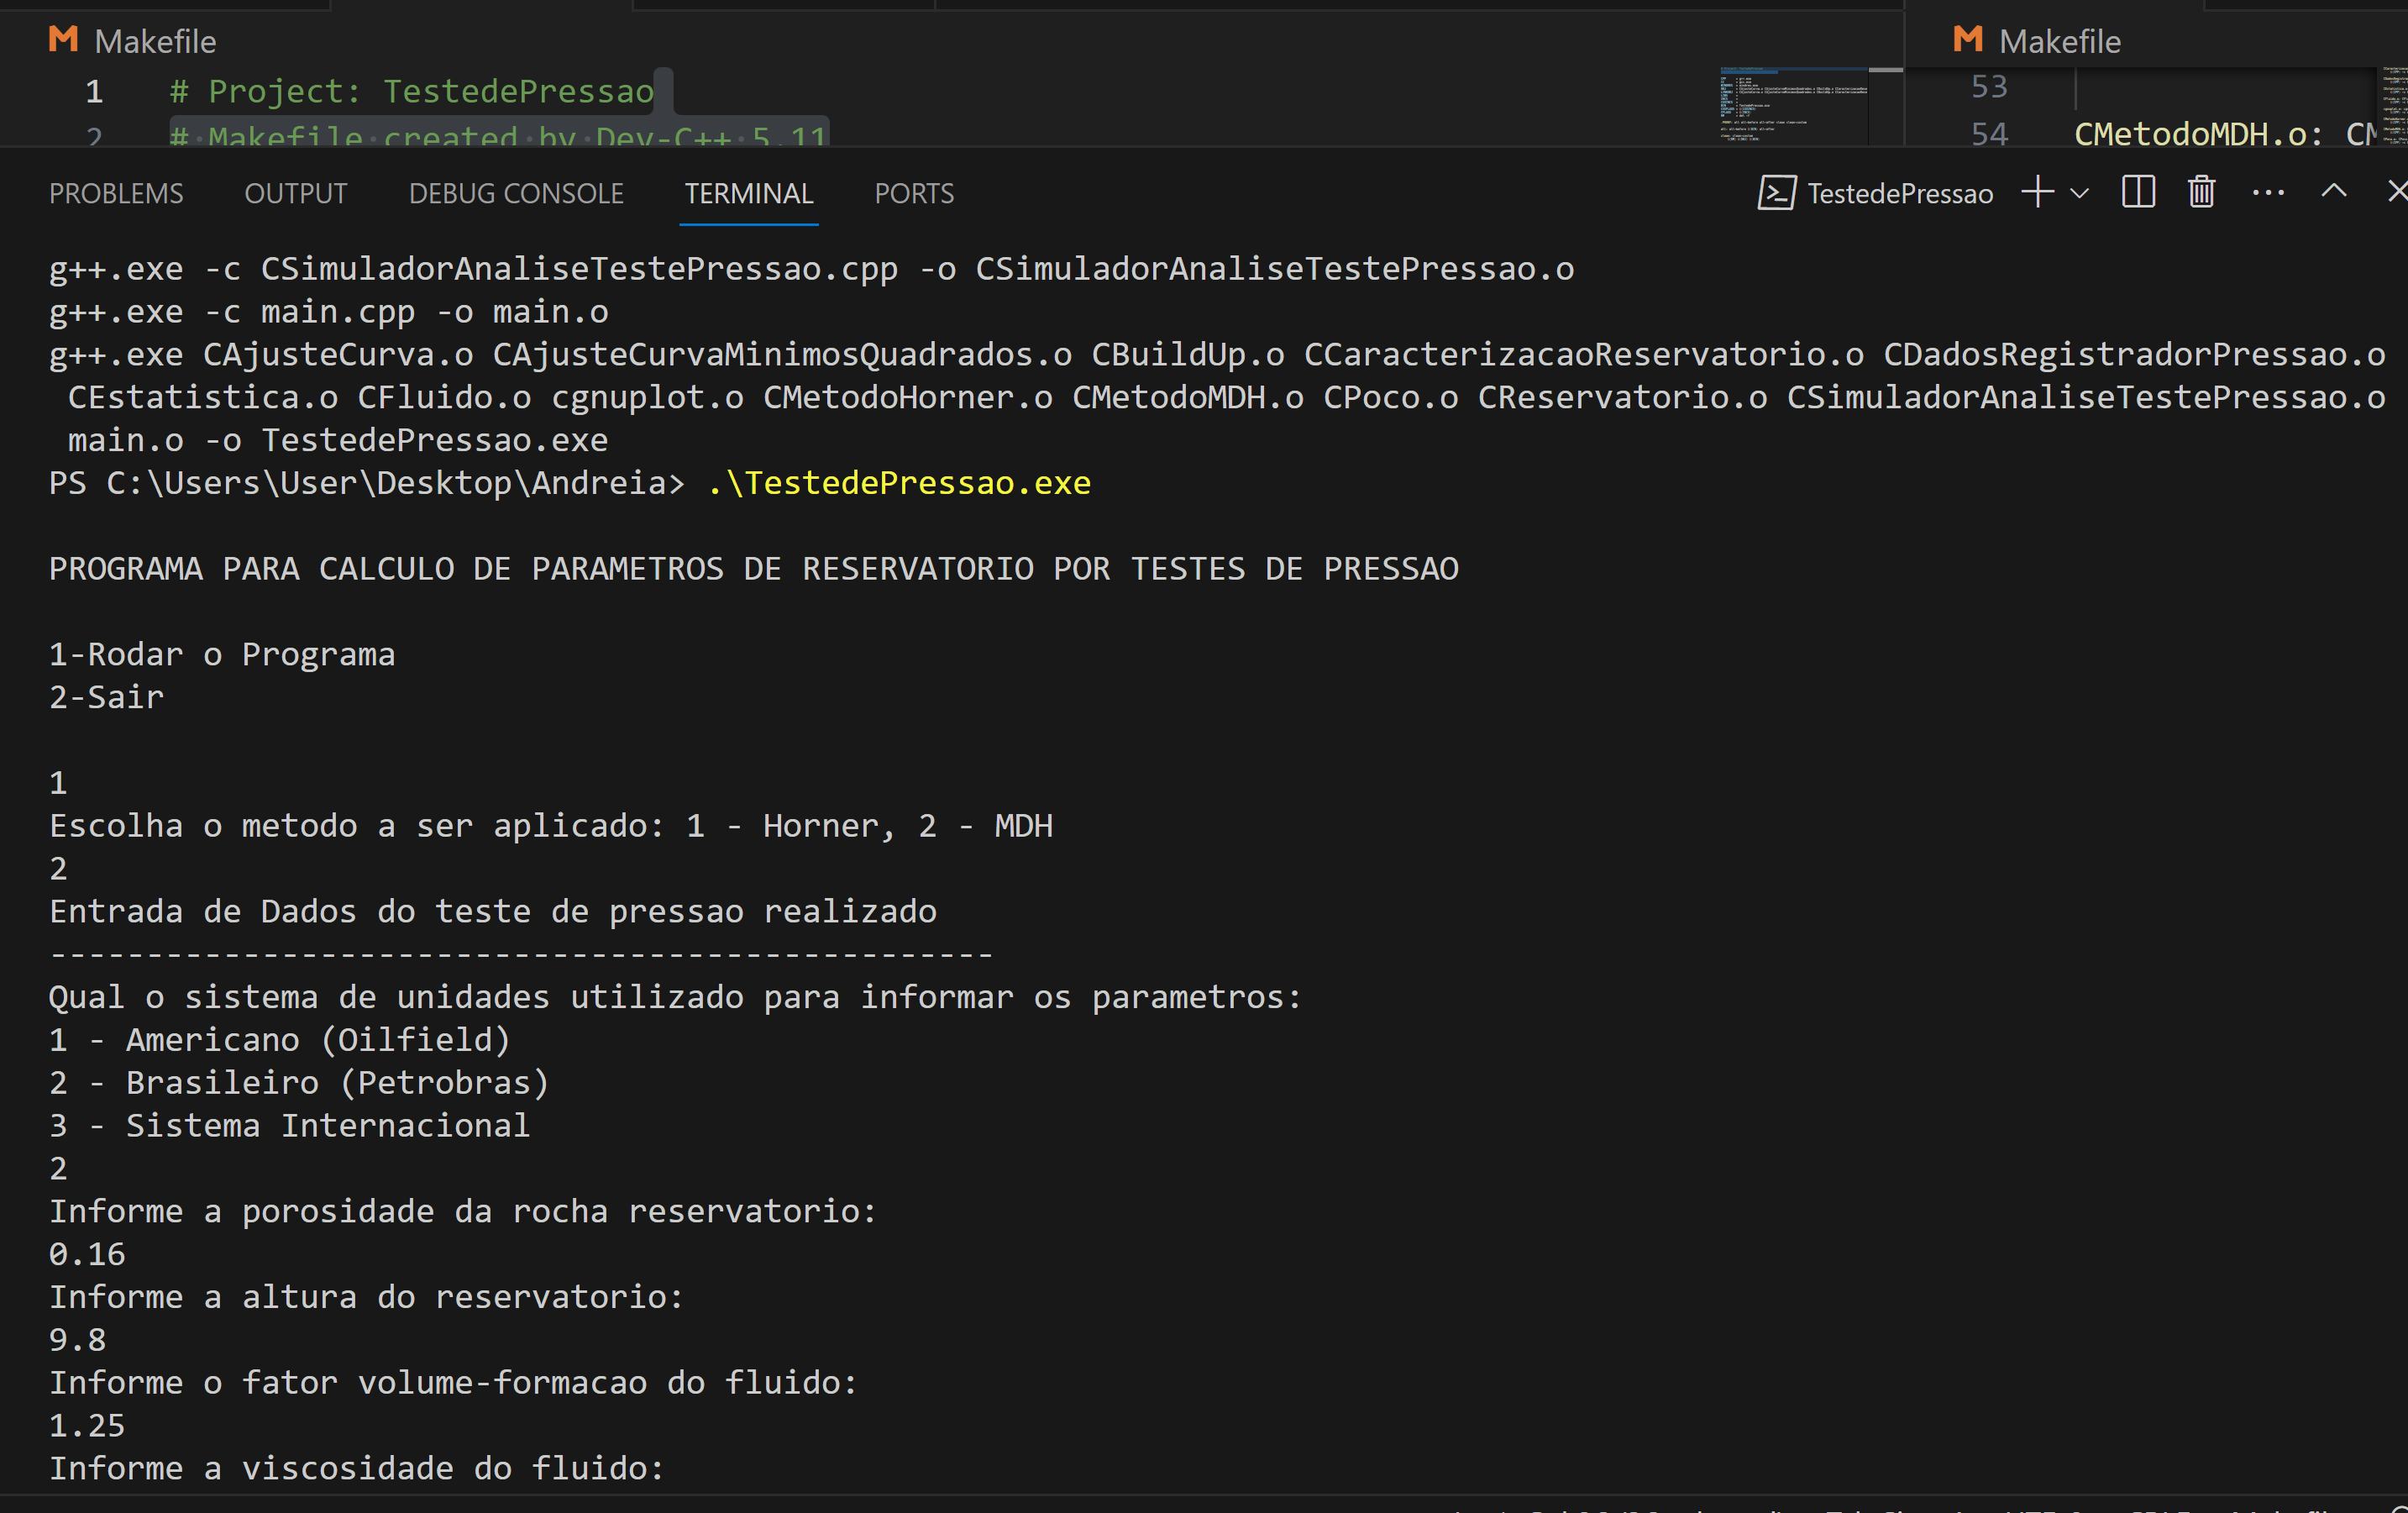 Makefile
1 # Project: TestedePressao
2 # Makefile created by Dev-C++ 5.11
Makefile
53
54 CMetodoMDH.o:
PROBLEMS OUTPUT DEBUG CONSOLE TERMINAL PORTS
TestedePressao
g++.exe -c CSimuladorAnaliseTestePressao.cpp -o CSimuladorAnaliseTestePressao.o
g++.exe -c main.cpp -o main.o
g++.exe CAjusteCurva.o CAjusteCurvaMinimosQuadrados.o CBuildUp.o CCaracterizacaoReservatorio.o CDadosRegistradorPressao.o
CEstatistica.o CFluido.o cgnuplot.o CMetodoHorner.o CMetodoMDH.o CPoco.o CReservatorio.o CSimuladorAnaliseTestePressao.o
main.o -o TestedePressao.exe
PS C:\Users\User\Desktop\Andreia> .\TestedePressao.exe
PROGRAMA PARA CALCULO DE PARAMETROS DE RESERVATORIO POR TESTES DE PRESSAO
1-Rodar o Programa
2-Sair
1
Escolha o metodo a ser aplicado: 1 - Horner, 2 - MDH
2
Entrada de Dados do teste de pressao realizado
-------------------------------------------------
Qual o sistema de unidades utilizado para informar os parametros:
1 - Americano (Oilfield)
2 - Brasileiro (Petrobras)
3 - Sistema Internacional
2
Informe a porosidade da rocha reservatorio:
0.16
Informe a altura do reservatorio:
9.8
Informe o fator volume-formacao do fluido:
1.25
Informe a viscosidade do fluido: